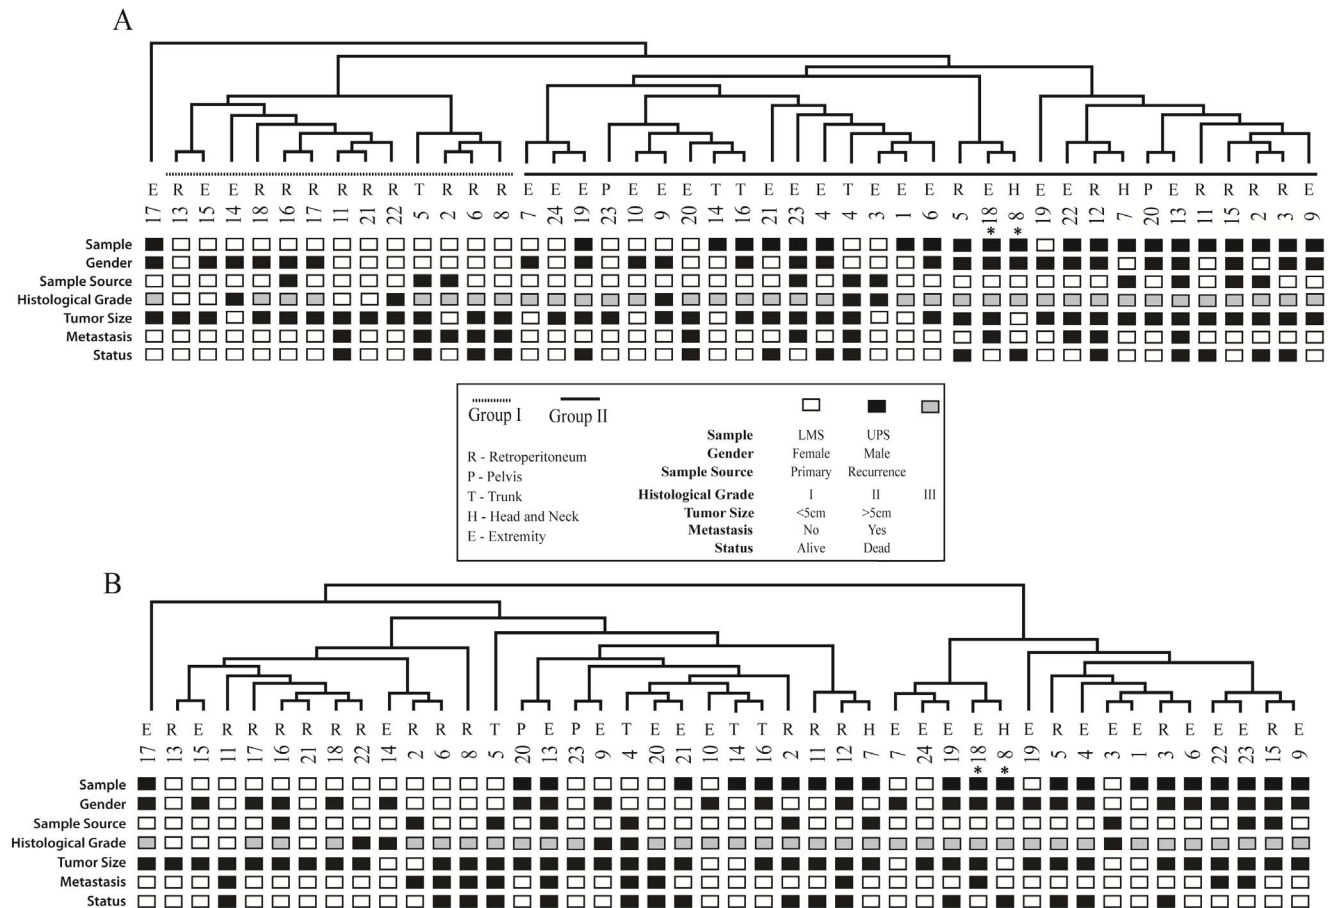 A
E R E E R R R R R R T R R R E E E P E E E T T E E E T E E E R E H E E R H P E R R R R E
17 13 15 14 18 16 17 11 21 22 5 2 6 8 7 24 19 23 10 9 20 14 16 21 23 4 4 3 1 6 5 18 8 19 22 12 7 20 13 11 15 2 3 9
* *
Sample
Gender
Sample Source
Histological Grade
Tumor Size
Metastasis
Status
Group I Group II
R - Retroperitoneum
P - Pelvis
T - Trunk
H - Head and Neck
E - Extremity
Sample LMS UPS
Gender Female Male
Sample Source Primary Recurrence
Histological Grade I II III
Tumor Size <5cm >5cm
Metastasis No Yes
Status Alive Dead
B
E R E R R R R R R E R R R T P E P E T E E E T T R R R H E E E E H E R E E E R E E E R E
17 13 15 11 17 16 21 18 22 14 2 6 8 5 20 13 23 9 4 20 21 10 14 16 2 11 12 7 7 24 19 18 8 19 5 4 3 1 3 6 22 23 15 9
* *
Sample
Gender
Sample Source
Histological Grade
Tumor Size
Metastasis
Status